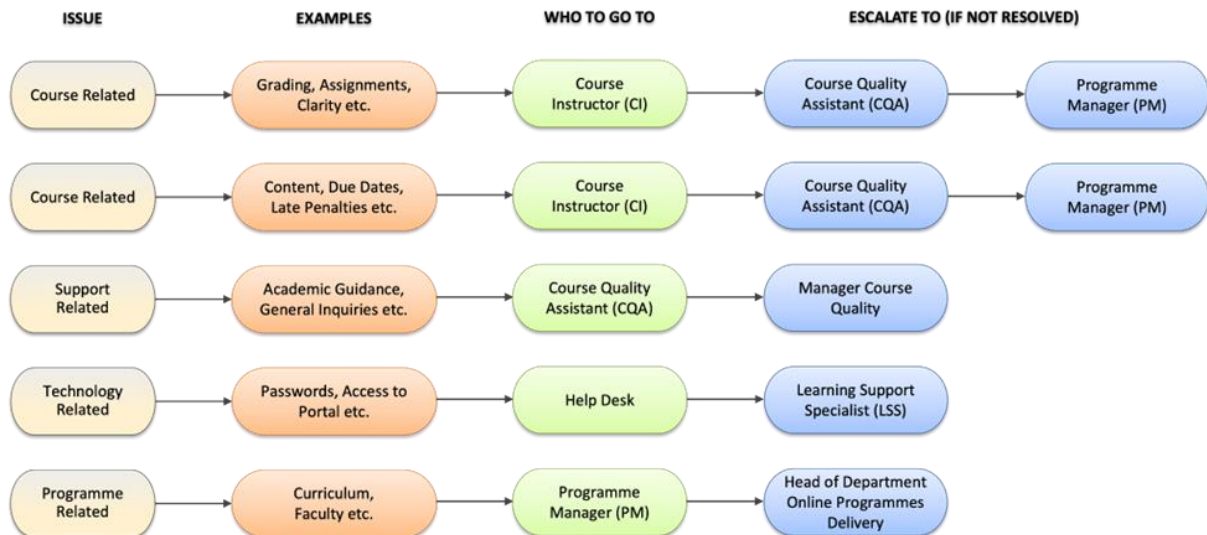 ISSUE
EXAMPLES
WHO TO GO TO
ESCALATE TO (IF NOT RESOLVED)
Course Related
Grading, Assignments,
Clarity etc.
Course
Instructor (CI)
Course Quality
Assistant (CQA)
Programme
Manager (PM)
Course Related
Content, Due Dates,
Late Penalties etc.
Course
Instructor (CI)
Course Quality
Assistant (CQA)
Programme
Manager (PM)
Support
Related
Academic Guidance,
General Inquiries etc.
Course Quality
Assistant (CQA)
Manager Course
Quality
Technology
Related
Passwords, Access to
Portal etc.
Help Desk
Learning Support
Specialist (LSS)
Programme
Related
Curriculum,
Faculty etc.
Programme
Manager (PM)
Head of Department
Online Programmes
Delivery